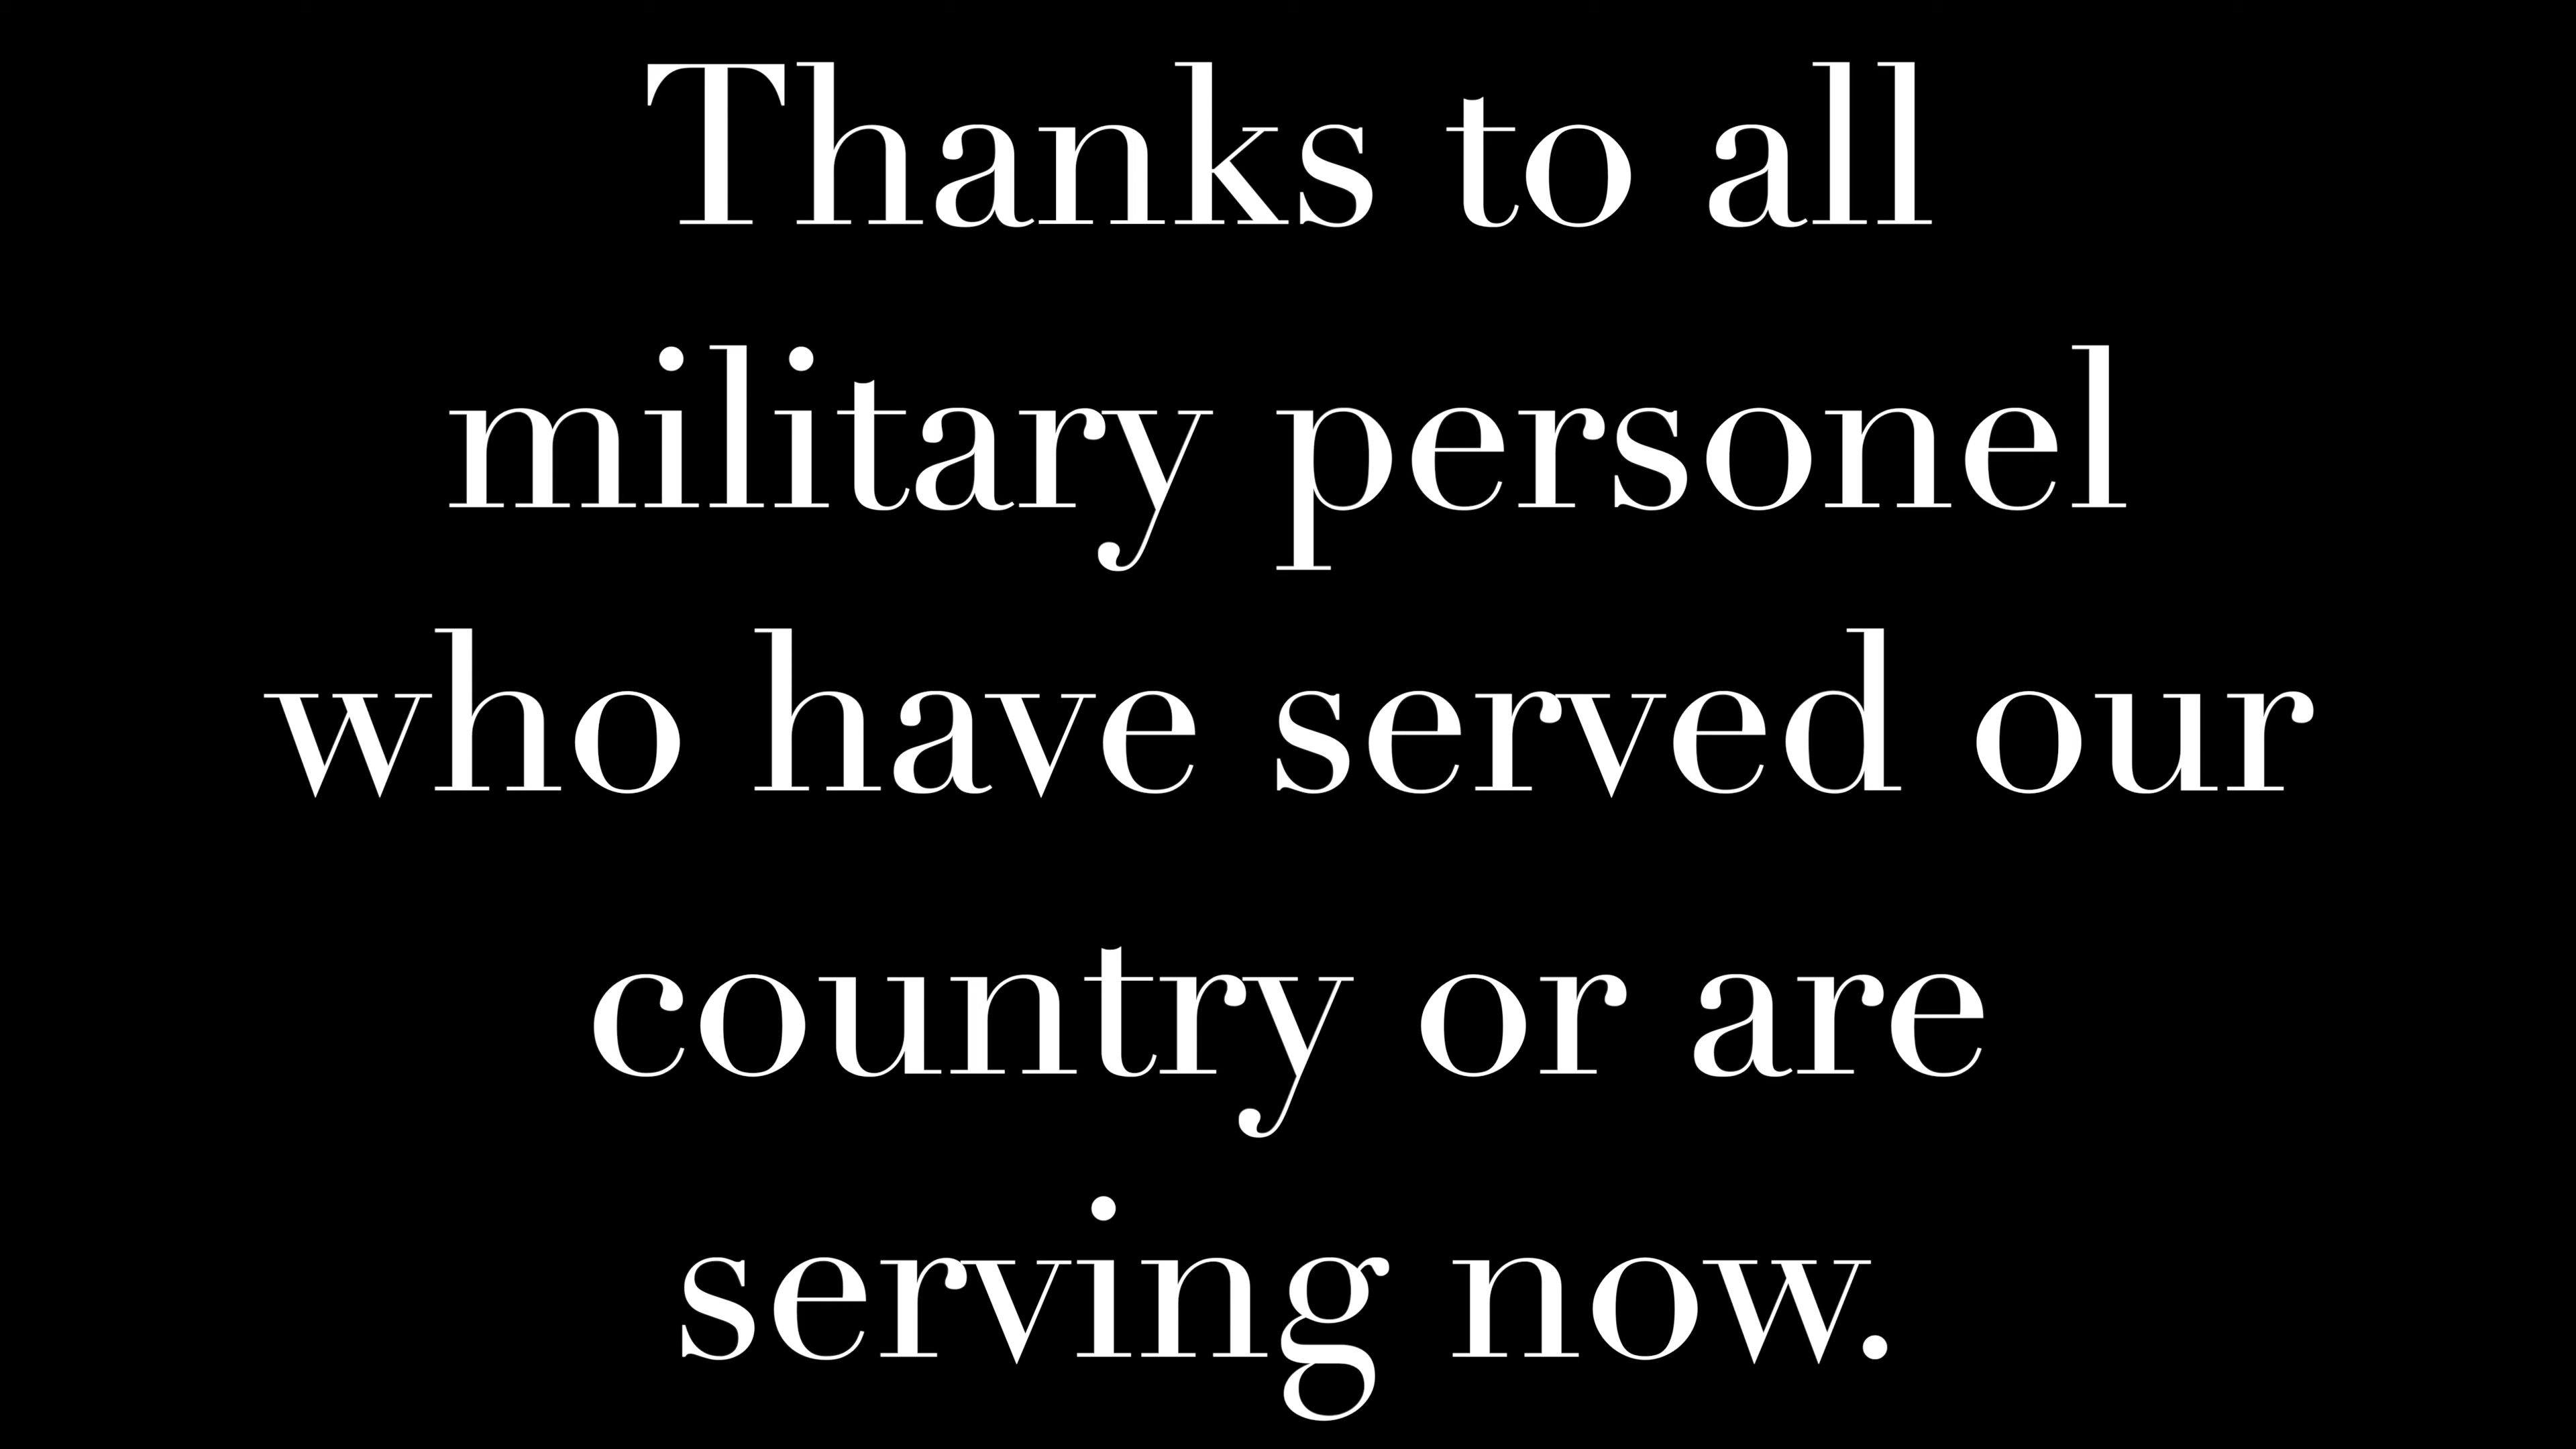 Thanks to all
military personel
who have served our
country or are
serving now.